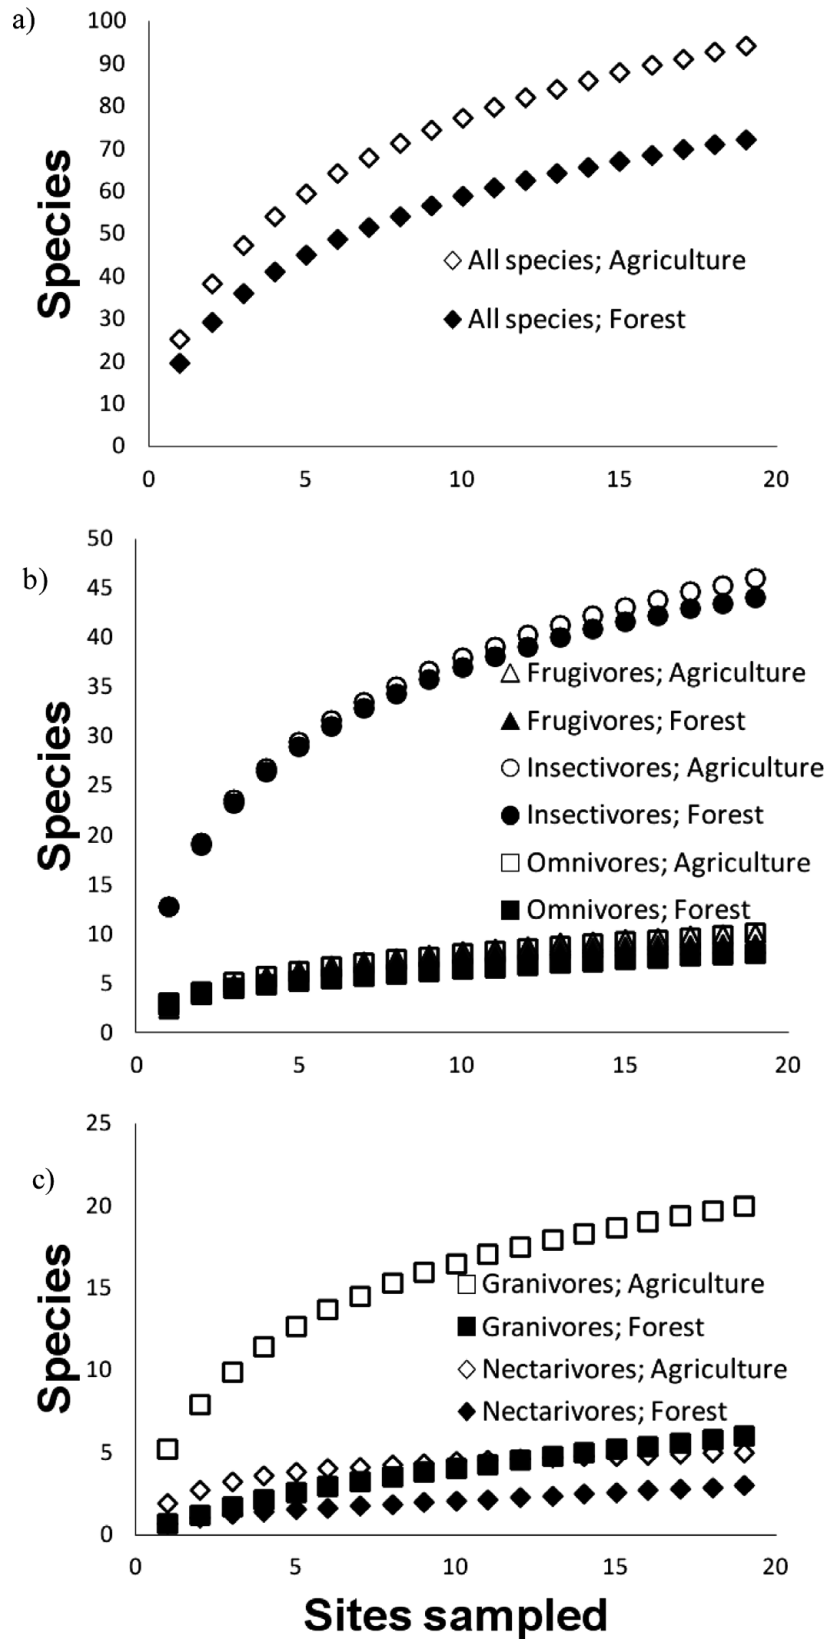 a)
100
90
80
70
60
50
40
30
20
10
0
Species
All species; Agriculture
All species; Forest
0 5 10 15 20
b)
50
45
40
35
30
25
20
15
10
5
0
Species
Frugivores; Agriculture
Frugivores; Forest
Insectivores; Agriculture
Insectivores; Forest
Omnivores; Agriculture
Omnivores; Forest
0 5 10 15 20
c)
25
20
15
10
5
0
Species
Granivores; Agriculture
Granivores; Forest
Nectarivores; Agriculture
Nectarivores; Forest
0 5 10 15 20
Sites sampled